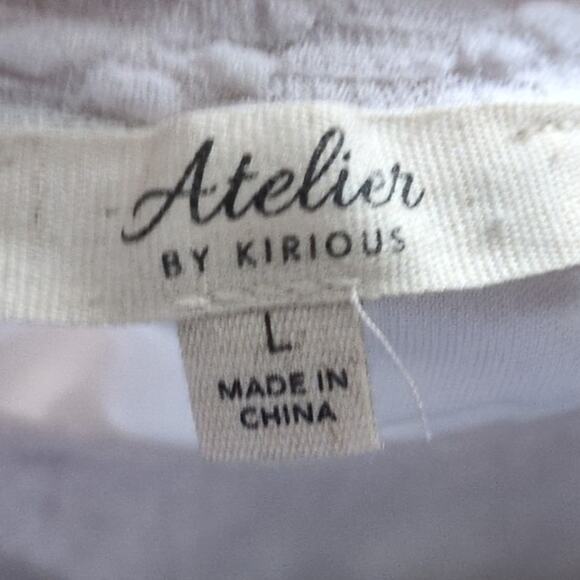 Atelier
BY KIRIOUS
L
MADE IN
CHINA